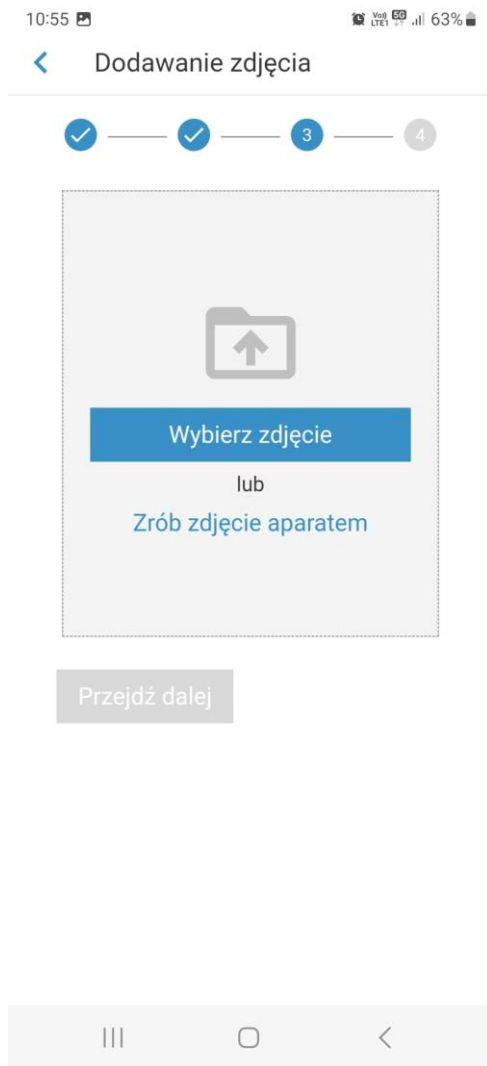 10:55 63%
Dodawanie zdjęcia
3 4
Wybierz zdjęcie
lub
Zrób zdjęcie aparatem
Przejdź dalej